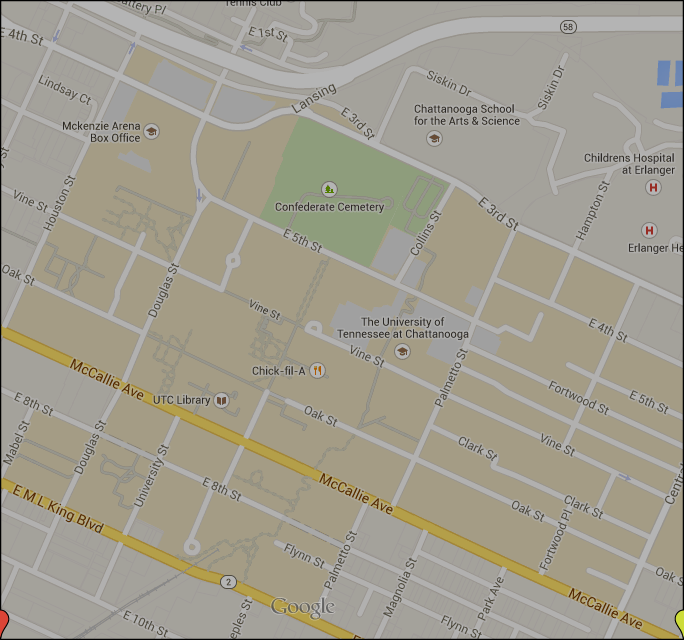 Tennis Club
E 1st St
58
E 4th St
Lindsay Ct
Lansing
E 3rd St
Siskin Dr
Siskin Dr
Chattanooga School
for the Arts & Science
Mckenzie Arena
Box Office
Childrens Hospital
at Erlanger
Confederate Cemetery
Vine St
Houston St
E 5th St
Collins St
E 3rd St
Hampton St
Oak St
Douglas St
Vine St
The University of
Tennessee at Chattanooga
E 4th St
Vine St
Chick-fil-A
UTC Library
Palmetto St
Fortwood St
E 5th St
McCallie Ave
E 8th St
Oak St
Vine St
Clark St
Mabel St
Douglas St
University St
E 8th St
McCallie Ave
Oak St
Clark St
E M L King Blvd
Fortwood Pl
Flynn St
Palmetto St
Magnolia St
Park Ave
2
Google
McCallie Ave
E 10th St
Flynn St